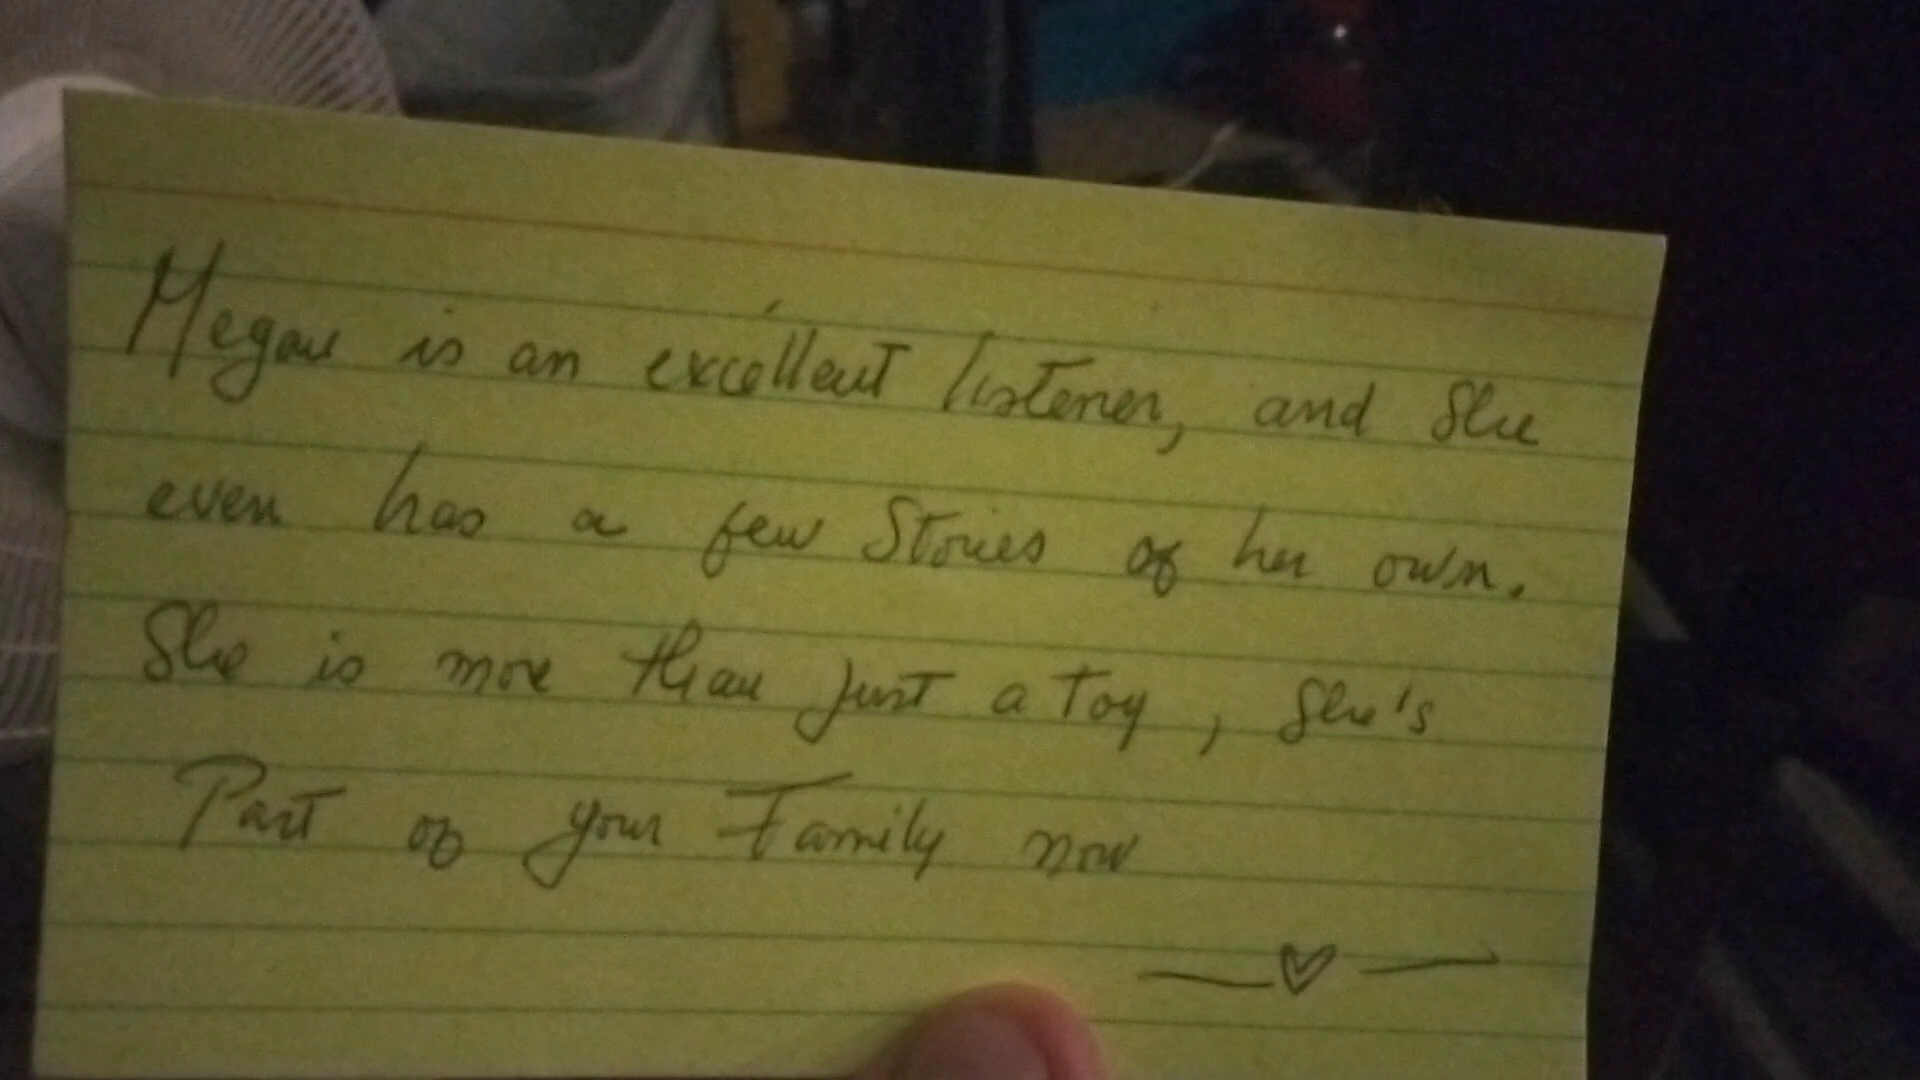 Megan is an excellent listener, and She
even has a few Stories of her own.
She is more than just a Toy, She's
Part of your Family now